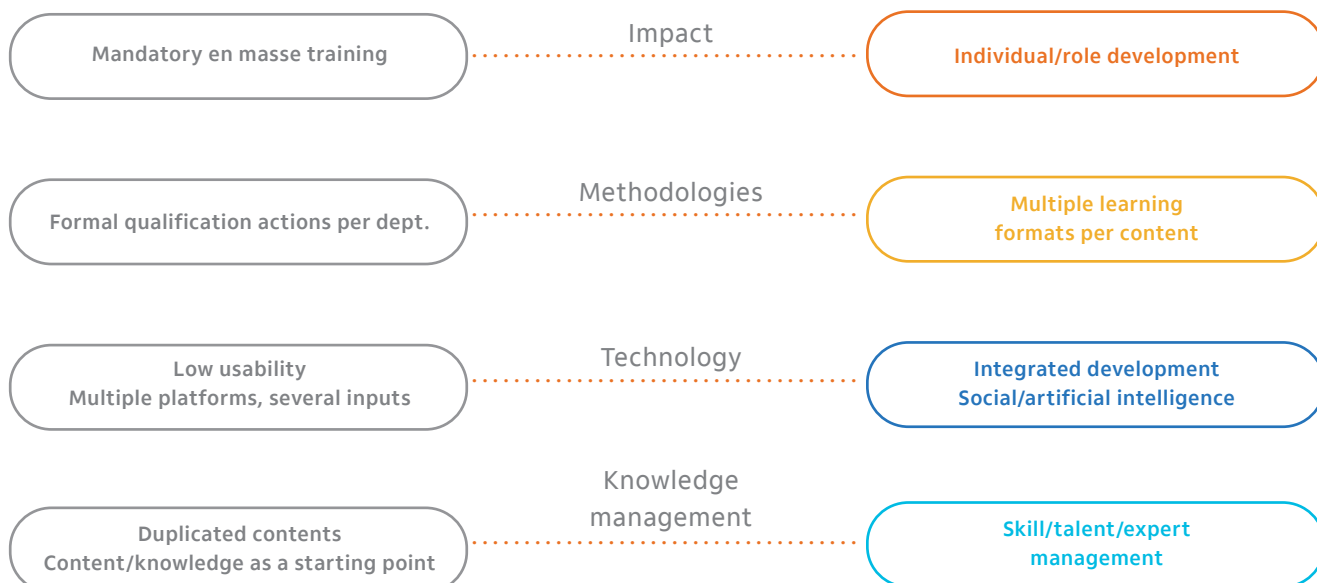 Impact
Mandatory en masse training
Individual/role development
Methodologies
Formal qualification actions per dept.
Multiple learning
formats per content
Technology
Low usability
Multiple platforms, several inputs
Integrated development
Social/artificial intelligence
Knowledge
management
Duplicated contents
Content/knowledge as a starting point
Skill/talent/expert
management